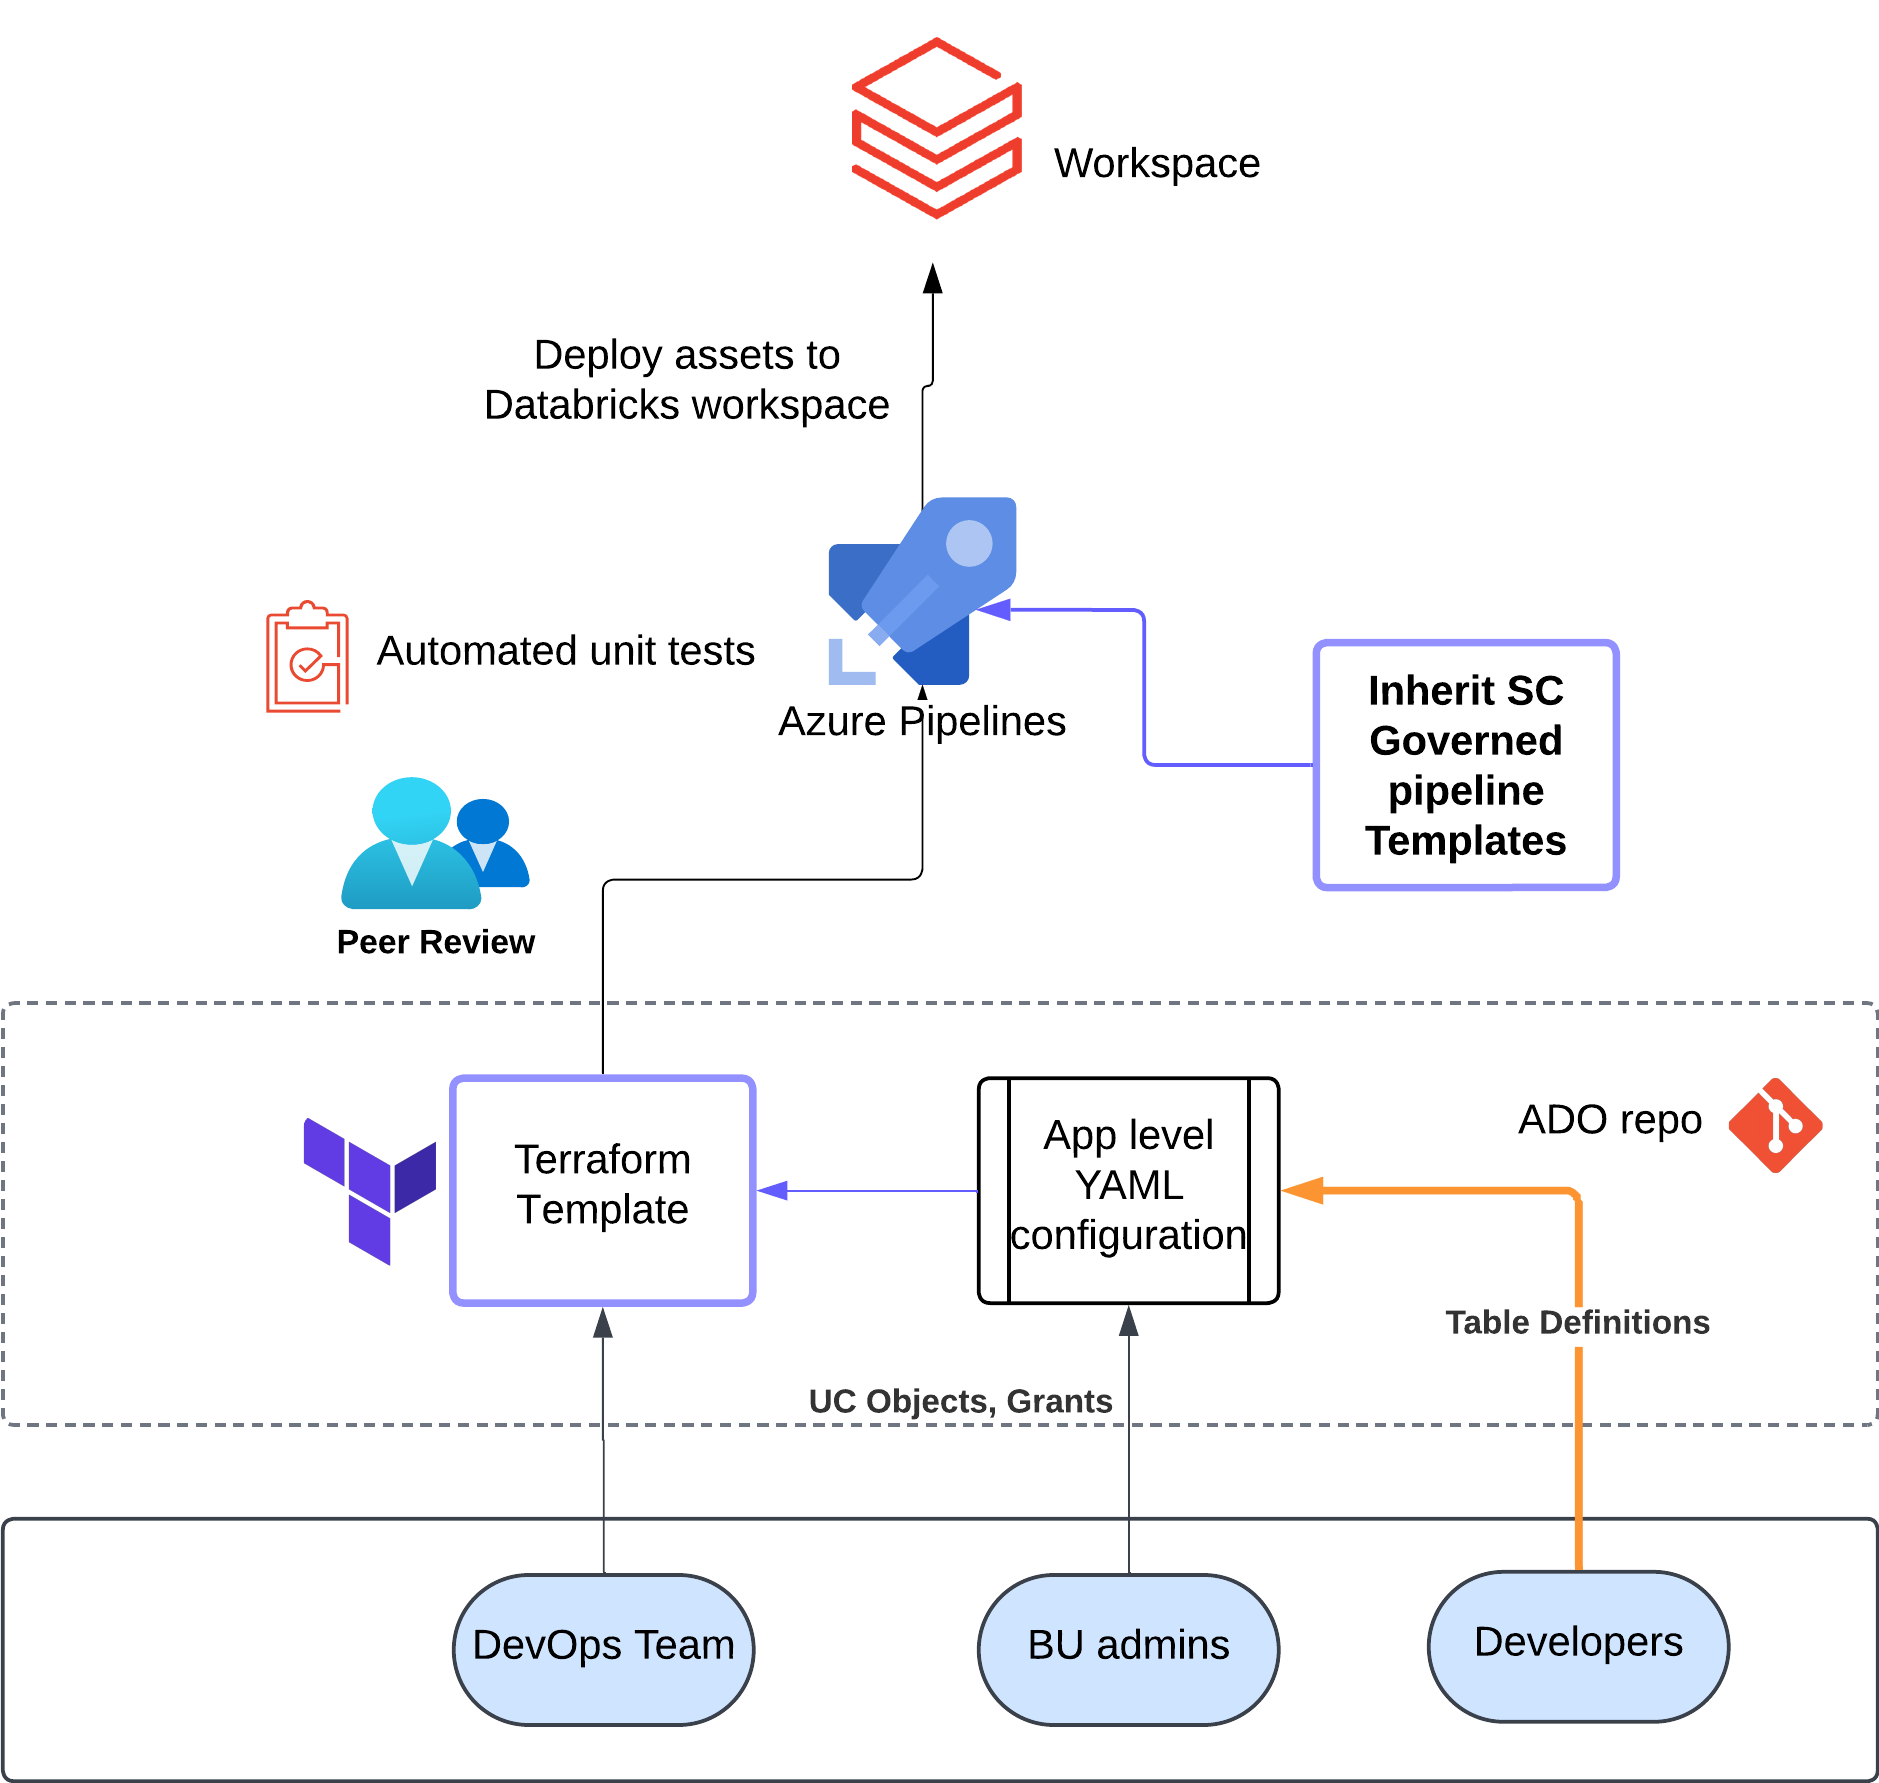 Workspace
Deploy assets to
Databricks workspace
Automated unit tests
Azure Pipelines
Inherit SC
Governed
pipeline
Templates
Peer Review
Terraform
Template
App level
YAML
configuration
ADO repo
Table Definitions
UC Objects, Grants
DevOps Team
BU admins
Developers